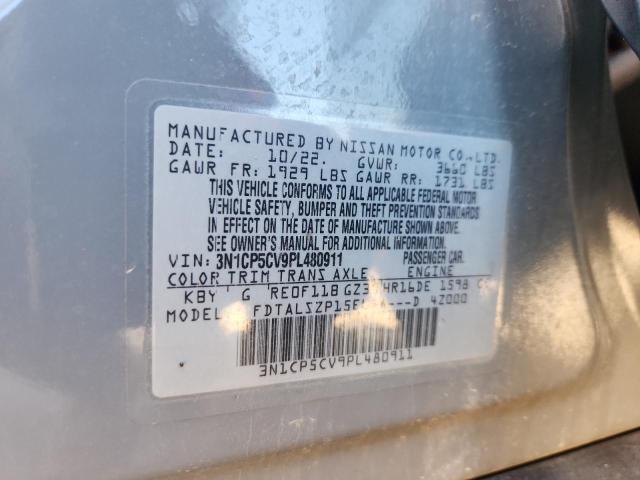 MANUFACTURED BY NISSAN MOTOR CO.,LTD.
DATE: 10/22. GVWR: 3660 LBS
GAWR FR: 1929 LBS GAWR RR: 1731 LBS
THIS VEHICLE CONFORMS TO ALL APPLICABLE FEDERAL MOTOR
VEHICLE SAFETY, BUMPER AND THEFT PREVENTION STANDARDS
IN EFFECT ON THE DATE OF MANUFACTURE SHOWN ABOVE.
SEE OWNER'S MANUAL FOR ADDITIONAL INFORMATION.
VIN: 3N1CP5CV9PL480911 PASSENGER CAR.
COLOR TRIM TRANS AXLE ENGINE
KBY G RE0F11B HR16DE 1598
MODEL D 4Z000
3N1CP5CV9PL480911